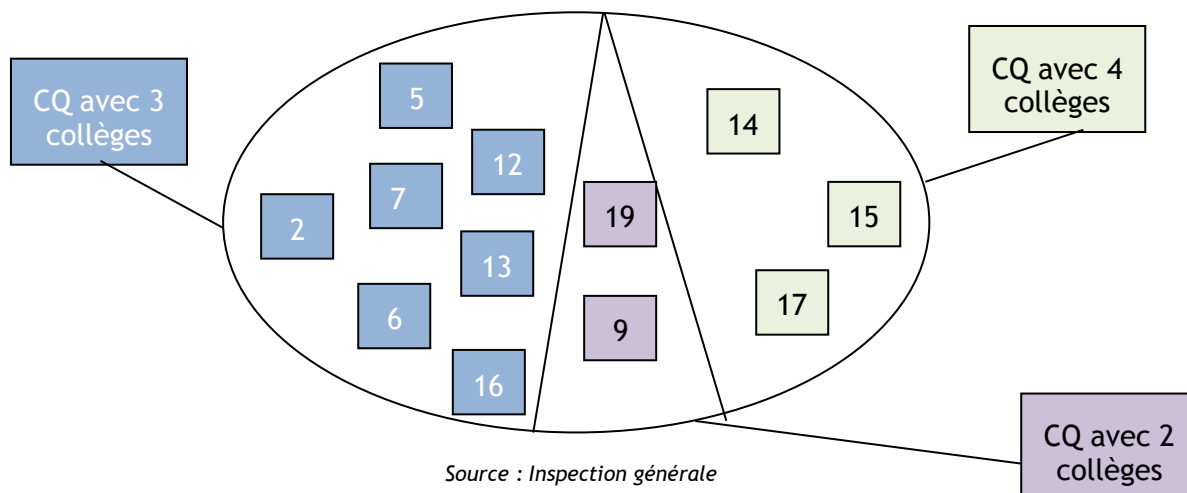 CQ avec 3
collèges
5
12
7
2
13
6
16
19
9
14
15
17
CQ avec 4
collèges
CQ avec 2
collèges
Source : Inspection générale